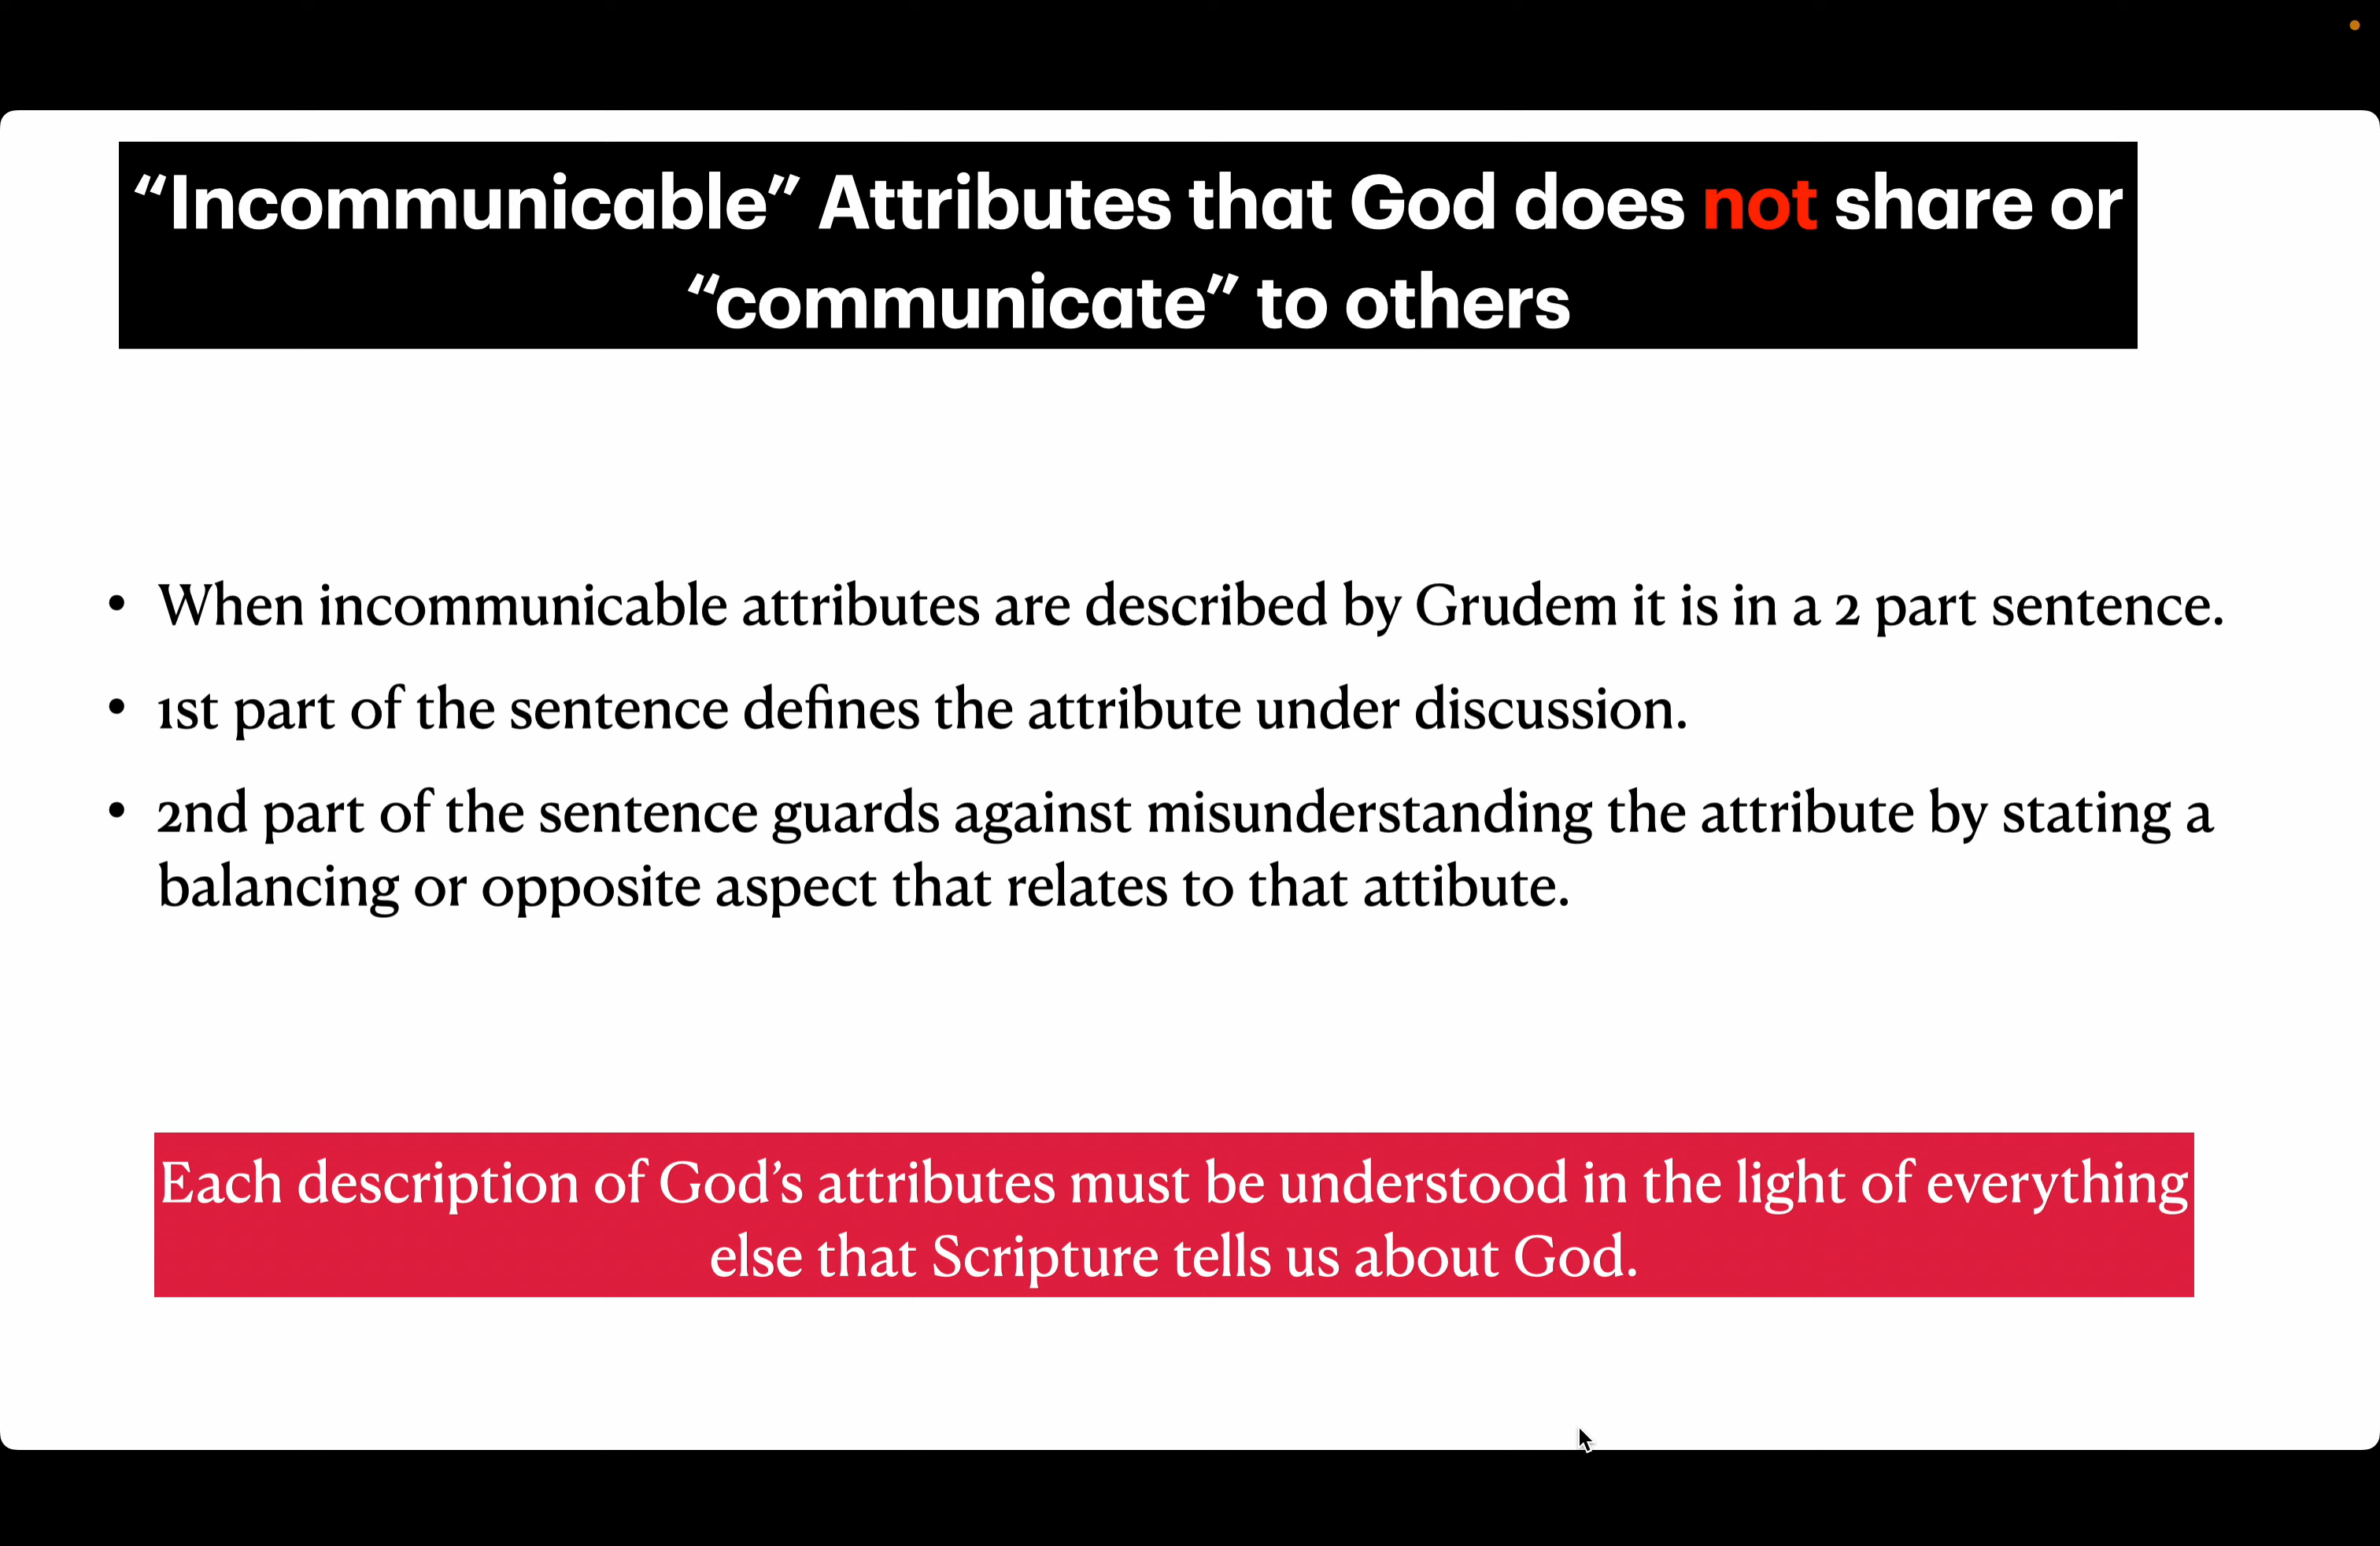 “Incommunicable” Attributes that God does not share or
“communicate” to others
• When incommunicable attributes are described by Grudem it is in a 2 part sentence.
• 1st part of the sentence defines the attribute under discussion.
• 2nd part of the sentence guards against misunderstanding the attribute by stating a
balancing or opposite aspect that relates to that attibute.
Each description of God’s attributes must be understood in the light of everything
else that Scripture tells us about God.